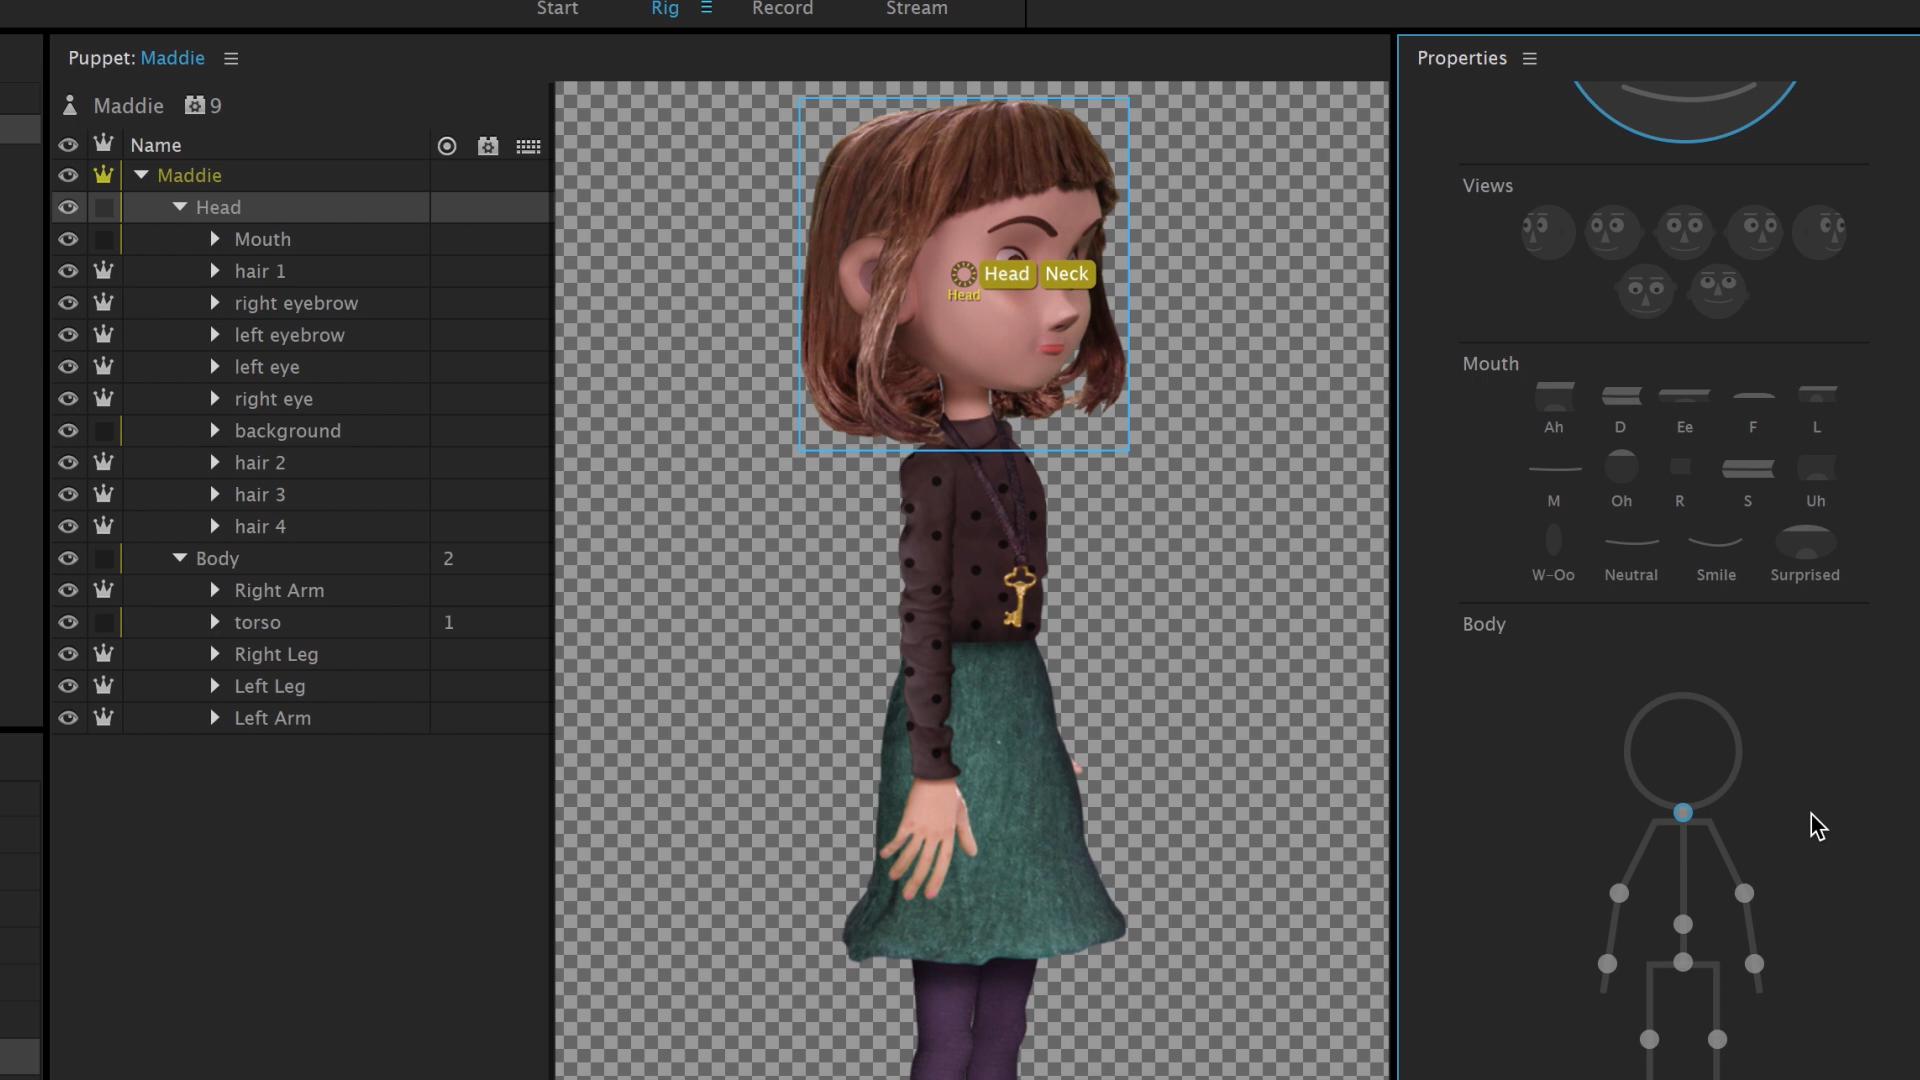 Start Rig Record Stream
Puppet: Maddie
Maddie 9
Name
Maddie
Head
Mouth
hair 1
right eyebrow
left eyebrow
left eye
right eye
background
hair 2
hair 3
hair 4
Body 2
Right Arm
torso 1
Right Leg
Left Leg
Left Arm
Head Neck
Head
Properties
Views
Mouth
Ah D Ee F L
M Oh R S Uh
W-Oo Neutral Smile Surprised
Body